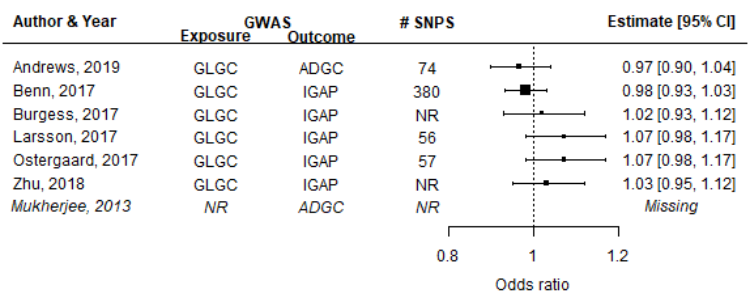 Author & Year GWAS # SNPS Estimate [95% CI]
Exposure Outcome
Andrews, 2019 GLGC ADGC 74 0.97 [0.90, 1.04]
Benn, 2017 GLGC IGAP 380 0.98 [0.93, 1.03]
Burgess, 2017 GLGC IGAP NR 1.02 [0.93, 1.12]
Larsson, 2017 GLGC IGAP 56 1.07 [0.98, 1.17]
Ostergaard, 2017 GLGC IGAP 57 1.07 [0.98, 1.17]
Zhu, 2018 GLGC IGAP NR 1.03 [0.95, 1.12]
Mukherjee, 2013 NR ADGC NR Missing
0.8 1 1.2
Odds ratio